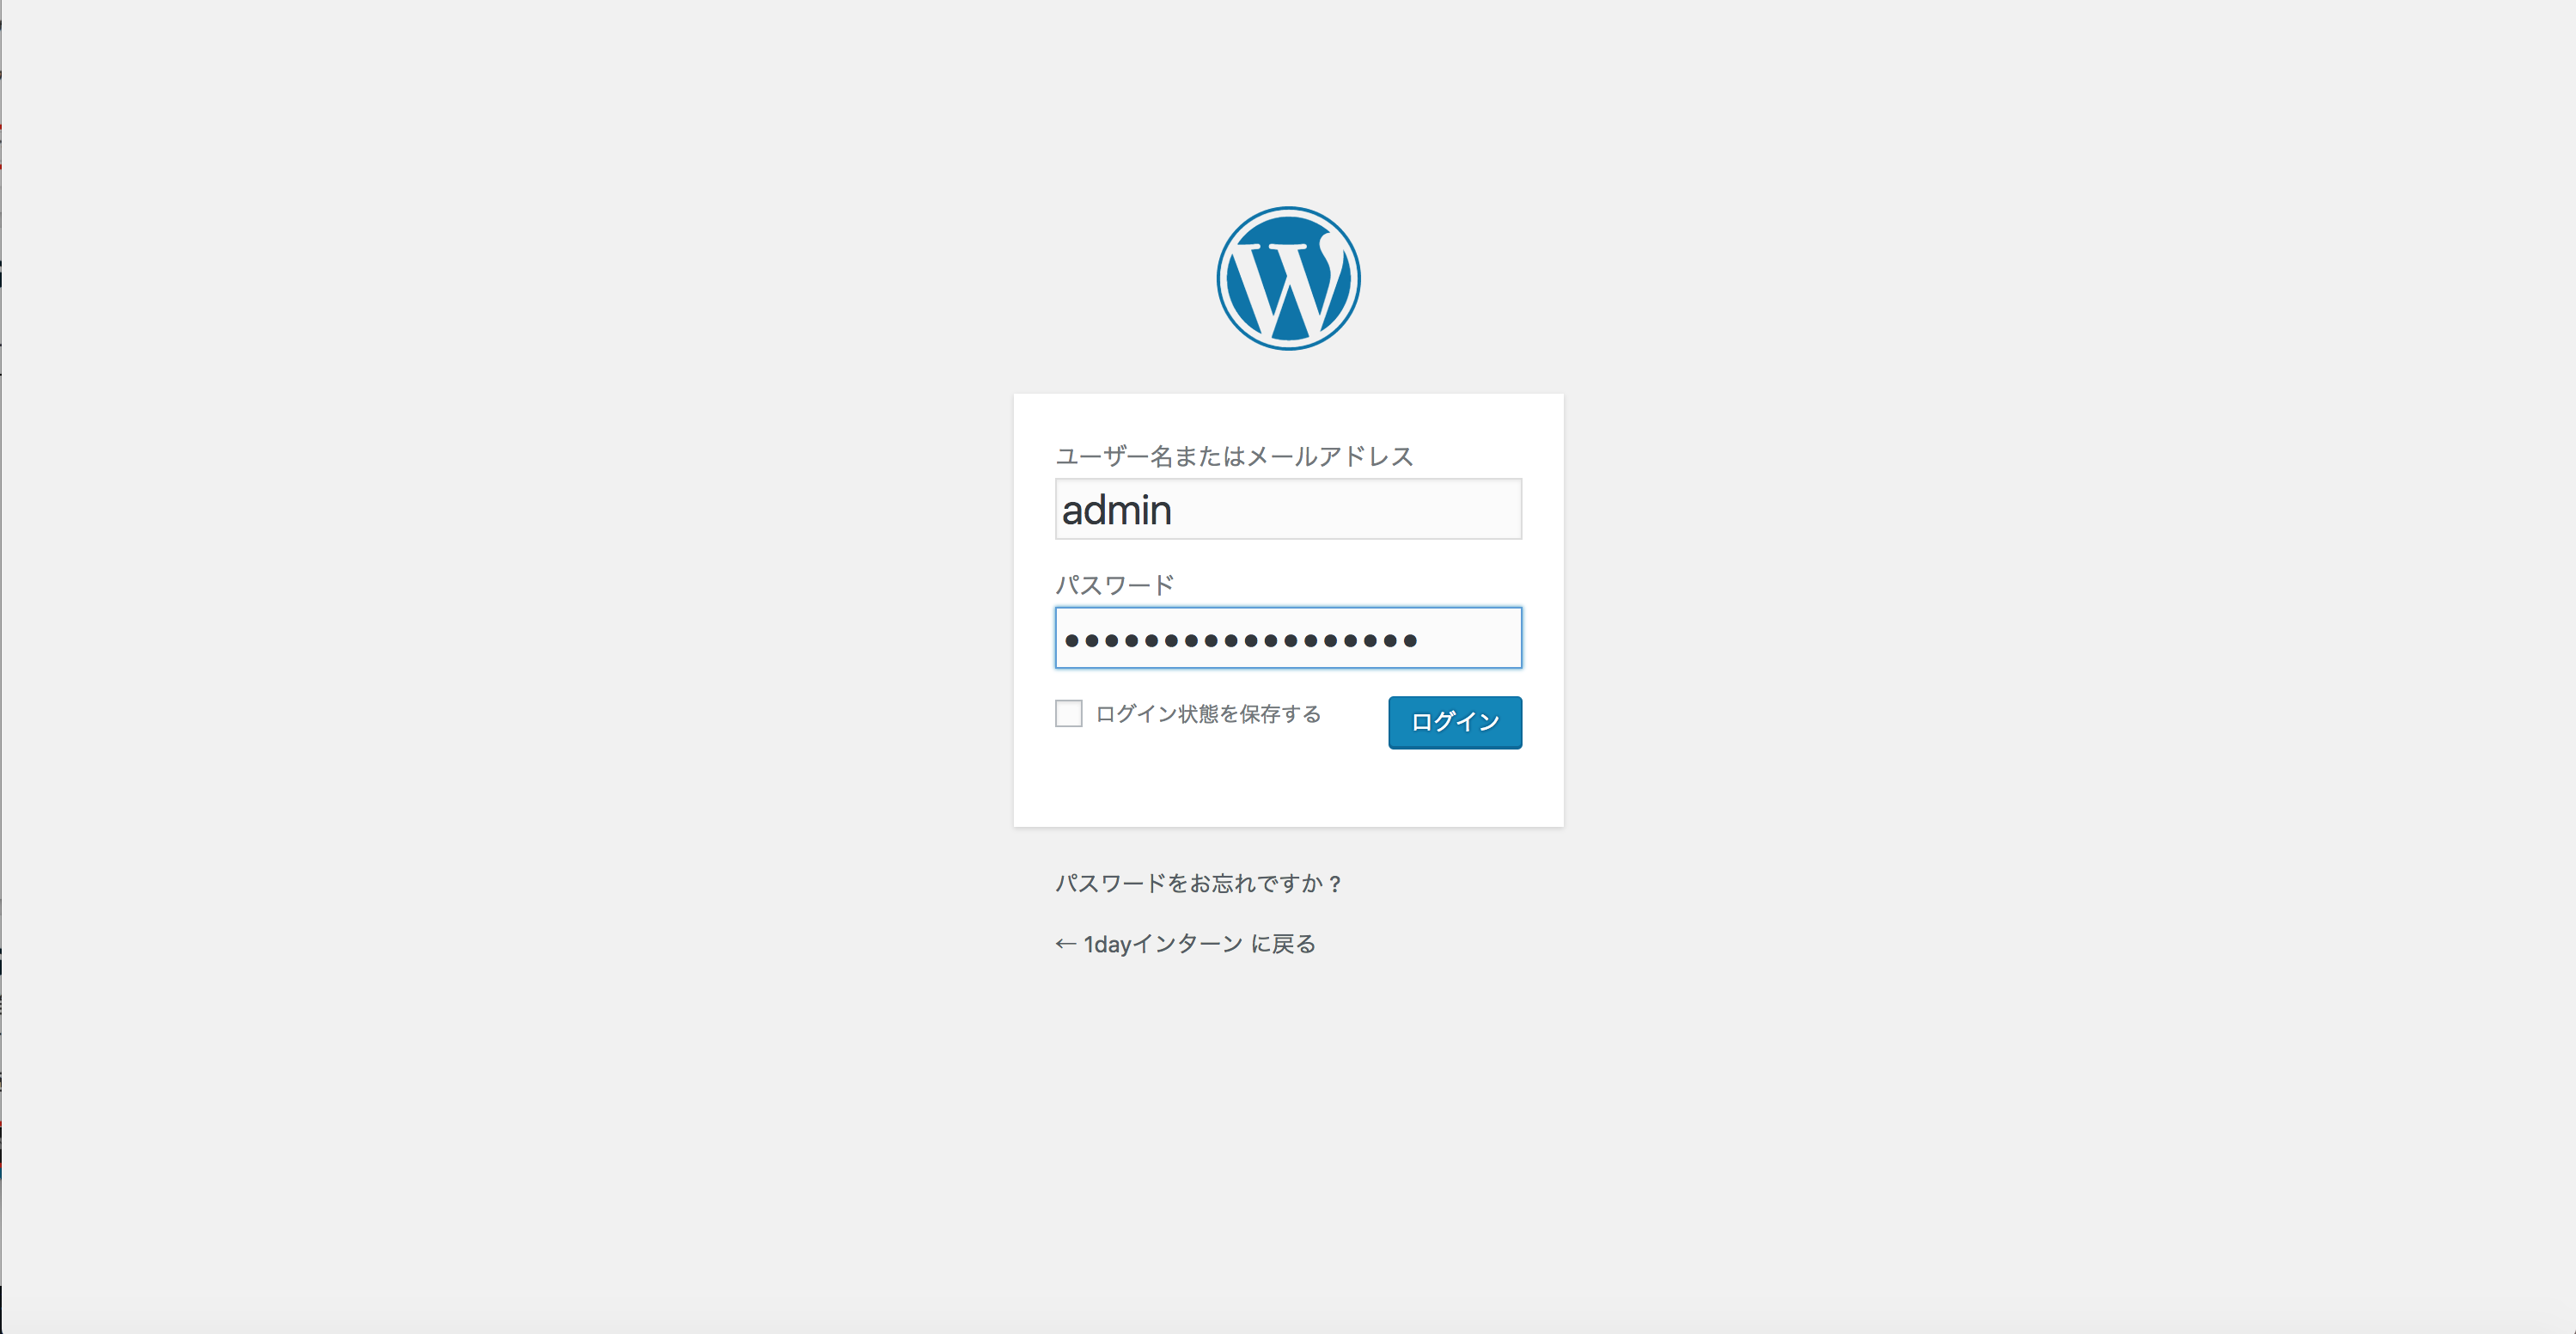 ユーザー名またはメールアドレス
admin
パスワード
●●●●●●●●●●●●●●●●●●
ログイン状態を保存する
ログイン
パスワードをお忘れですか ?
← 1dayインターン に戻る